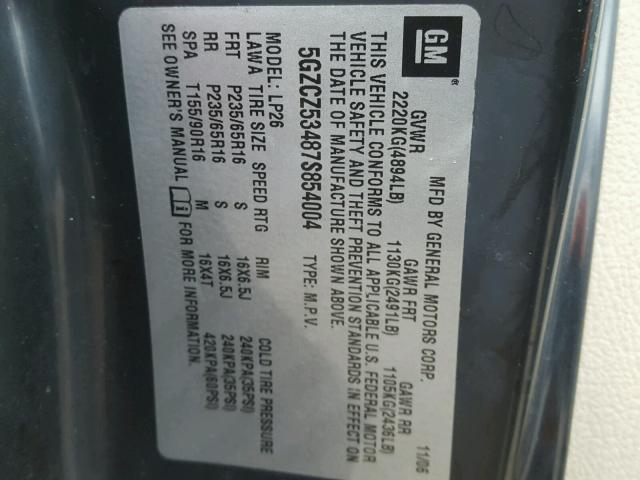 GM
®
MFD BY GENERAL MOTORS CORP. 11/06
GVWR GAWR FRT GAWR RR
2220KG(4894LB) 1130KG(2491LB) 1105KG(2436LB)
THIS VEHICLE CONFORMS TO ALL APPLICABLE U.S. FEDERAL MOTOR
VEHICLE SAFETY AND THEFT PREVENTION STANDARDS IN EFFECT ON
THE DATE OF MANUFACTURE SHOWN ABOVE.
5GZCZ53487S854004 TYPE: M.P.V.
MODEL: LP26
LAWA TIRE SIZE SPEED RTG RIM COLD TIRE PRESSURE
FRT P235/65R16 S 16X6.5J 240KPA(35PSI)
RR P235/65R16 S 16X6.5J 240KPA(35PSI)
SPA T155/90R16 M 16X4T 420KPA(60PSI)
SEE OWNER'S MANUAL FOR MORE INFORMATION.